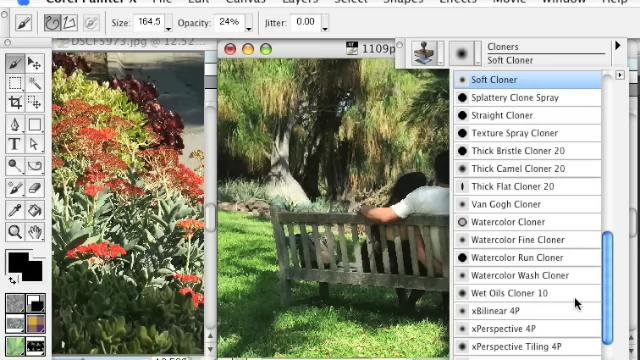 Corel Painter X File Edit Canvas Layers Select Shapes Effects Movie Window Help
Size: 164.5 Opacity: 24% Jitter: 0.00
Cloners
Soft Cloner
DSCF5973.jpg @ 12.52
1109p
Soft Cloner
Splattery Clone Spray
Straight Cloner
Texture Spray Cloner
Thick Bristle Cloner 20
Thick Camel Cloner 20
Thick Flat Cloner 20
Van Gogh Cloner
Watercolor Cloner
Watercolor Fine Cloner
Watercolor Run Cloner
Watercolor Wash Cloner
Wet Oils Cloner 10
xBilinear 4P
xPerspective 4P
xPerspective Tiling 4P